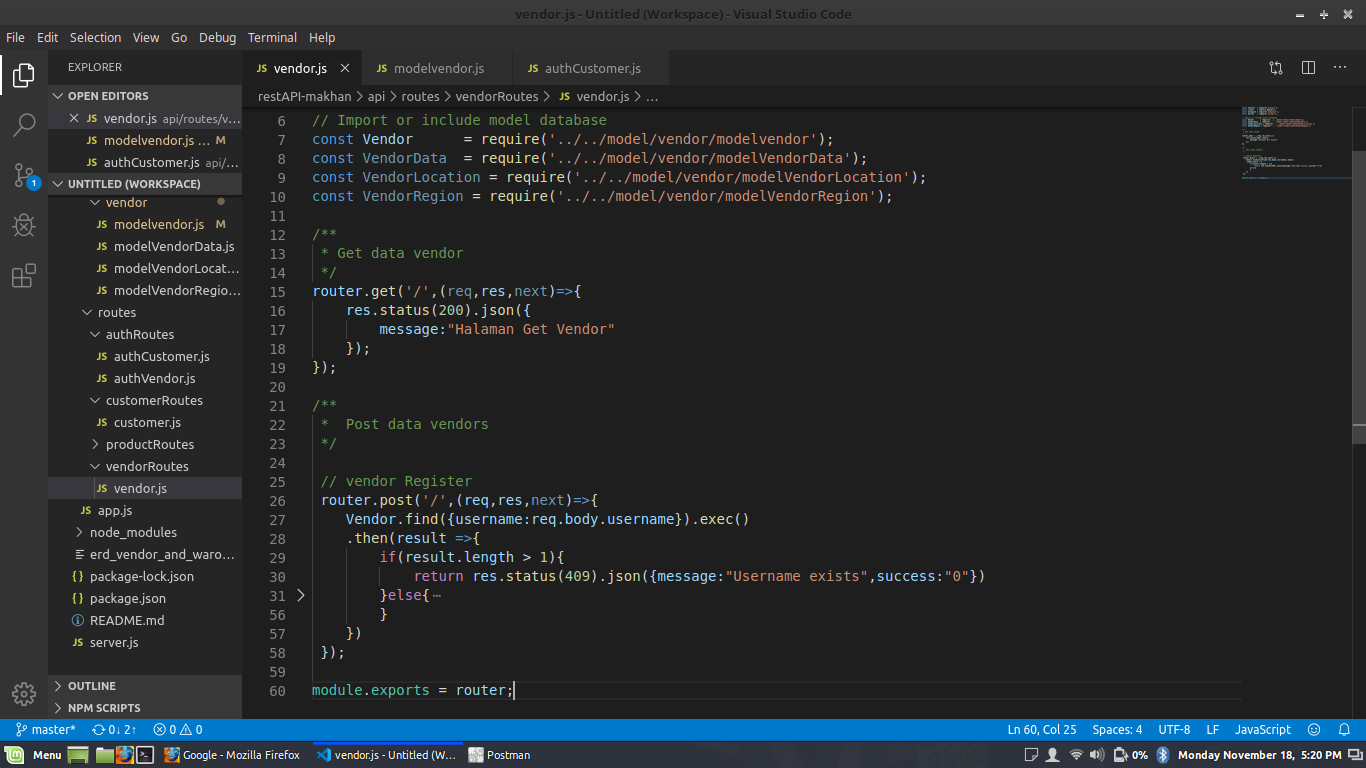 vendor.js - Untitled (Workspace) - Visual Studio Code
File Edit Selection View Go Debug Terminal Help
EXPLORER
OPEN EDITORS
JS vendor.js api/routes/v...
JS modelvendor.js ... M
JS authCustomer.js api/...
1
UNTITLED (WORKSPACE)
vendor
JS modelvendor.js M
JS modelVendorData.js
JS modelVendorLocat...
JS modelVendorRegio...
routes
authRoutes
JS authCustomer.js
JS authVendor.js
customerRoutes
JS customer.js
productRoutes
vendorRoutes
JS vendor.js
JS app.js
node_modules
erd_vendor_and_waro...
{} package-lock.json
{} package.json
README.md
JS server.js
OUTLINE
NPM SCRIPTS
JS vendor.js JS modelvendor.js JS authCustomer.js
restAPI-makhan > api > routes > vendorRoutes > JS vendor.js > ...
6 // Import or include model database
7 const Vendor      = require('../../model/vendor/modelvendor');
8 const VendorData  = require('../../model/vendor/modelVendorData');
9 const VendorLocation = require('../../model/vendor/modelVendorLocation');
10 const VendorRegion = require('../../model/vendor/modelVendorRegion');
11
12 /**
13  * Get data vendor
14  */
15 router.get('/',(req,res,next)=>{
16     res.status(200).json({
17         message:"Halaman Get Vendor"
18     });
19 });
20
21 /**
22  *  Post data vendors
23  */
24
25  // vendor Register
26  router.post('/',(req,res,next)=>{
27     Vendor.find({username:req.body.username}).exec()
28     .then(result =>{
29         if(result.length > 1){
30             return res.status(409).json({message:"Username exists",success:"0"})
31         }else{⋯
56         }
57     })
58  });
59
60 module.exports = router;
master* 0↓ 2↑ 0 0 Ln 60, Col 25 Spaces: 4 UTF-8 LF JavaScript
Menu Google - Mozilla Firefox vendor.js - Untitled (W... Postman 0% Monday November 18, 5:20 PM